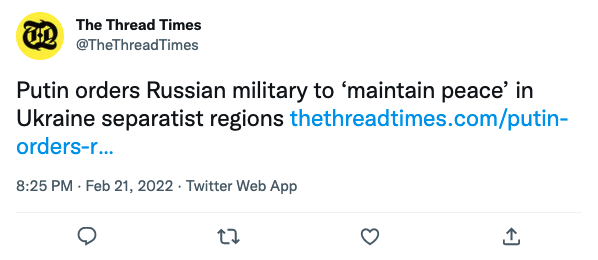 The Thread Times
@TheThreadTimes
Putin orders Russian military to ‘maintain peace’ in
Ukraine separatist regions thethreadtimes.com/putin-
orders-r…
8:25 PM · Feb 21, 2022 · Twitter Web App